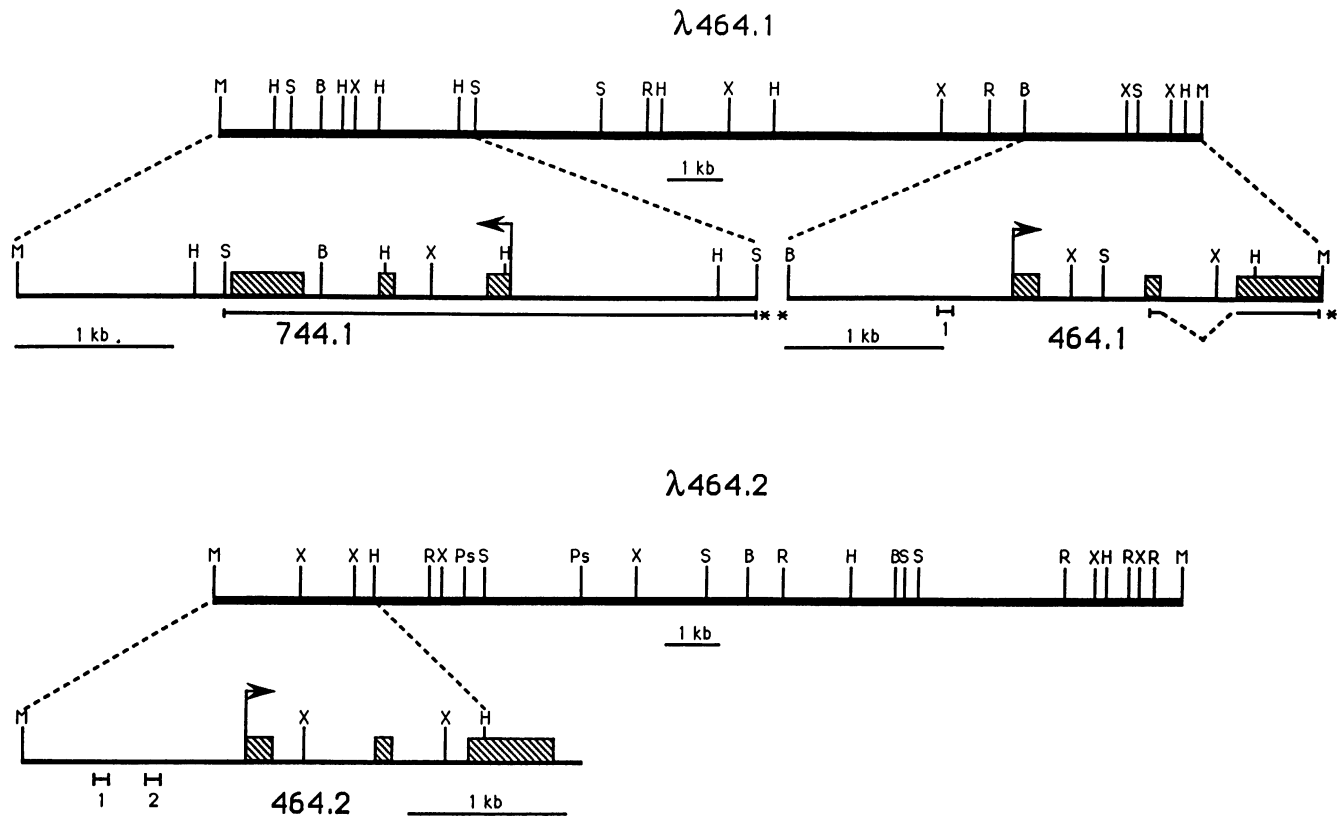 λ464.1
M H S B H X H H S S R H X H X R B X S X H M
1 kb
M H S B H X H H S B X S X H M
* * *
1
744.1 464.1
1 kb . 1 kb
λ464.2
M X X H R X Ps S Ps X S B R H B S S R X H R X R M
1 kb
M X X H
1 2
464.2 1 kb